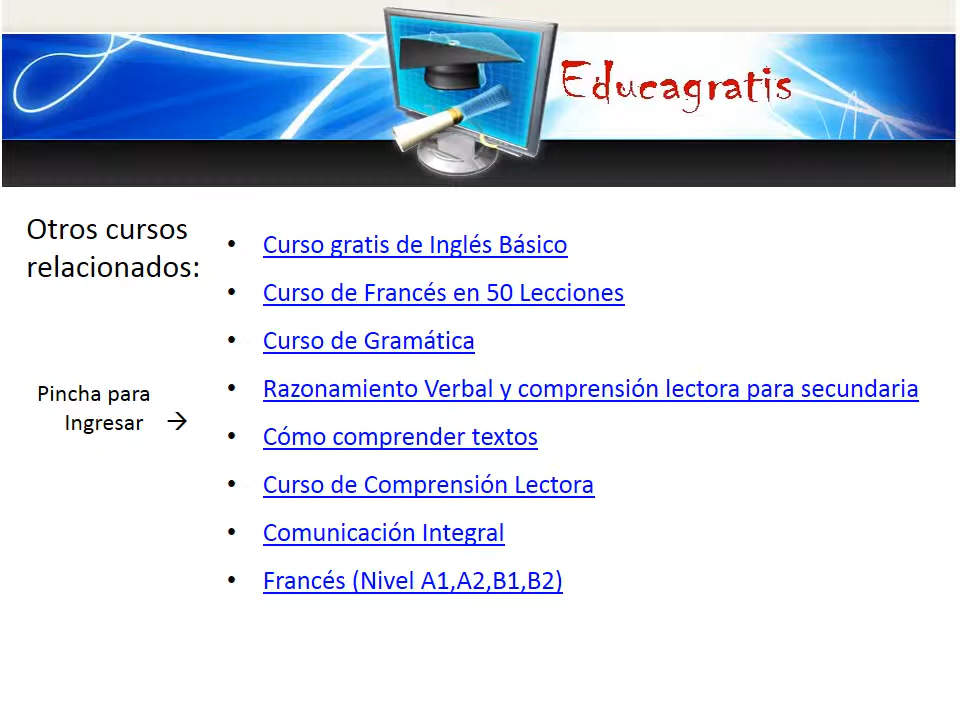 Educagratis
Otros cursos
relacionados:
Pincha para
Ingresar →
• Curso gratis de Inglés Básico
• Curso de Francés en 50 Lecciones
• Curso de Gramática
• Razonamiento Verbal y comprensión lectora para secundaria
• Cómo comprender textos
• Curso de Comprensión Lectora
• Comunicación Integral
• Francés (Nivel A1,A2,B1,B2)